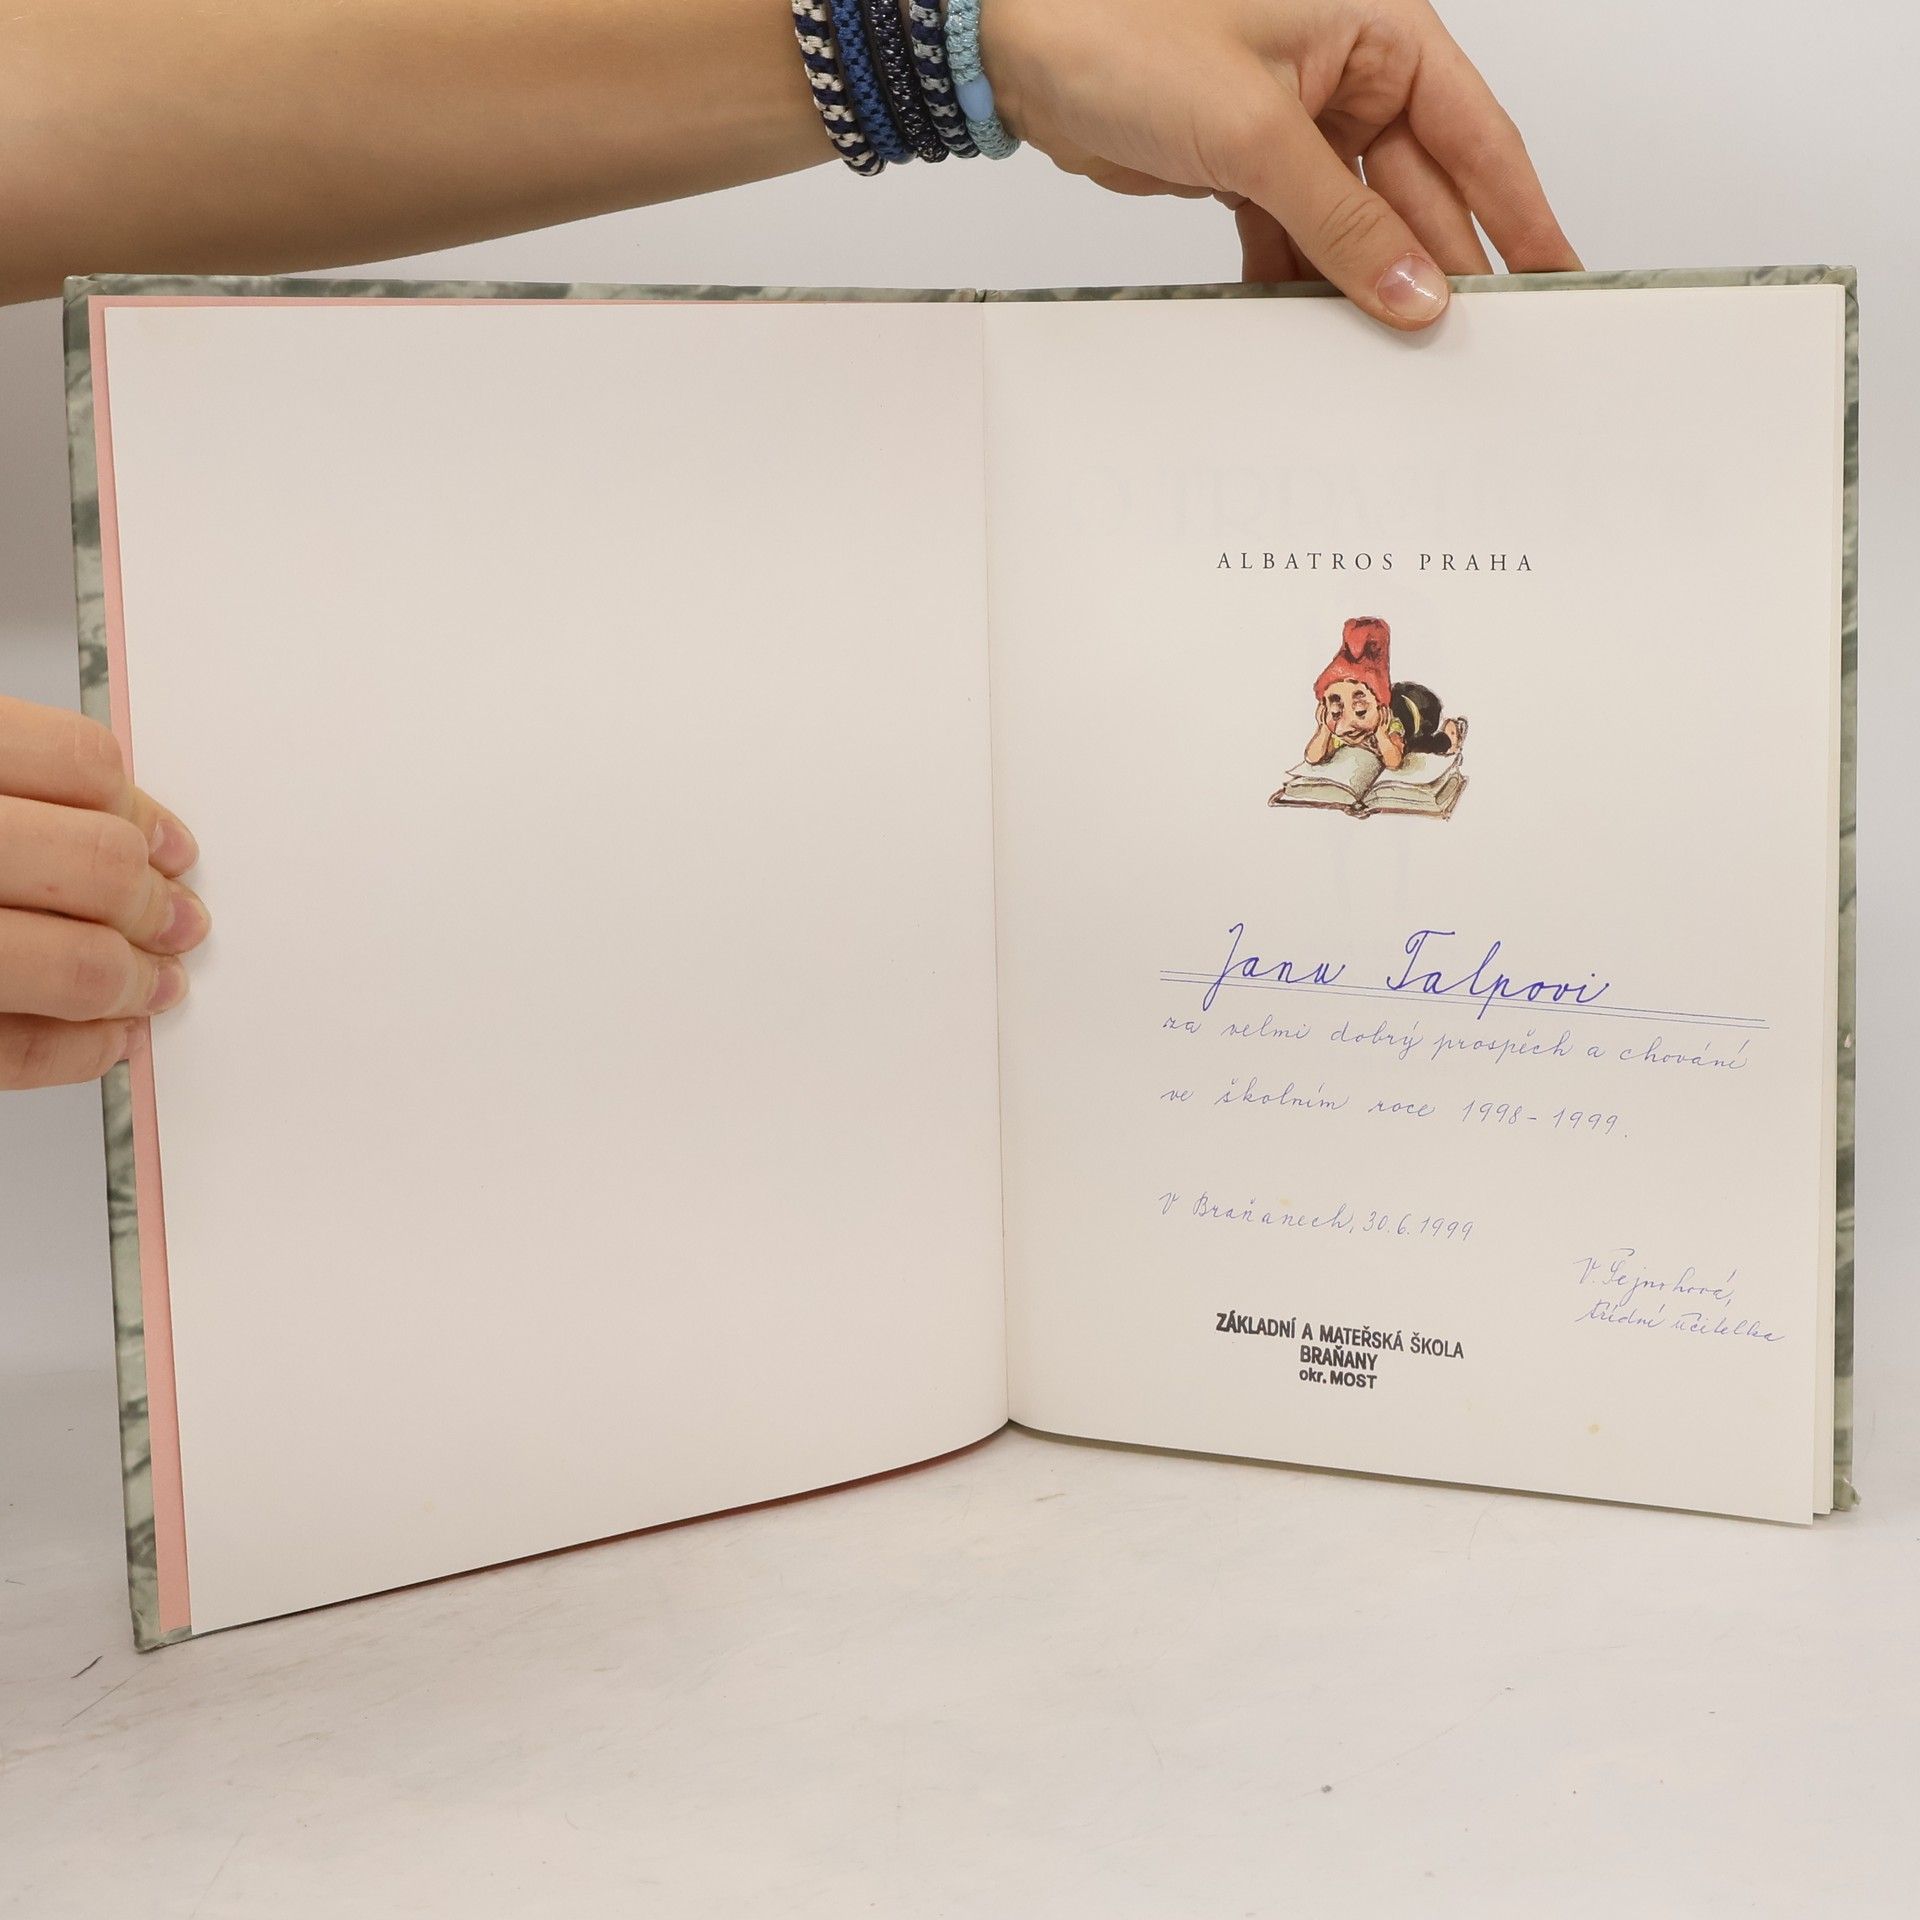 ALBATROS PRAHA
Janu Talpovi
za velmi dobrý prospěch a chování
ve školním roce 1998-1999.
V Braňanech, 30.6.1999
V. Šejnohová,
třídní učitelka
ZÁKLADNÍ A MATEŘSKÁ ŠKOLA
BRAŇANY
okr. MOST